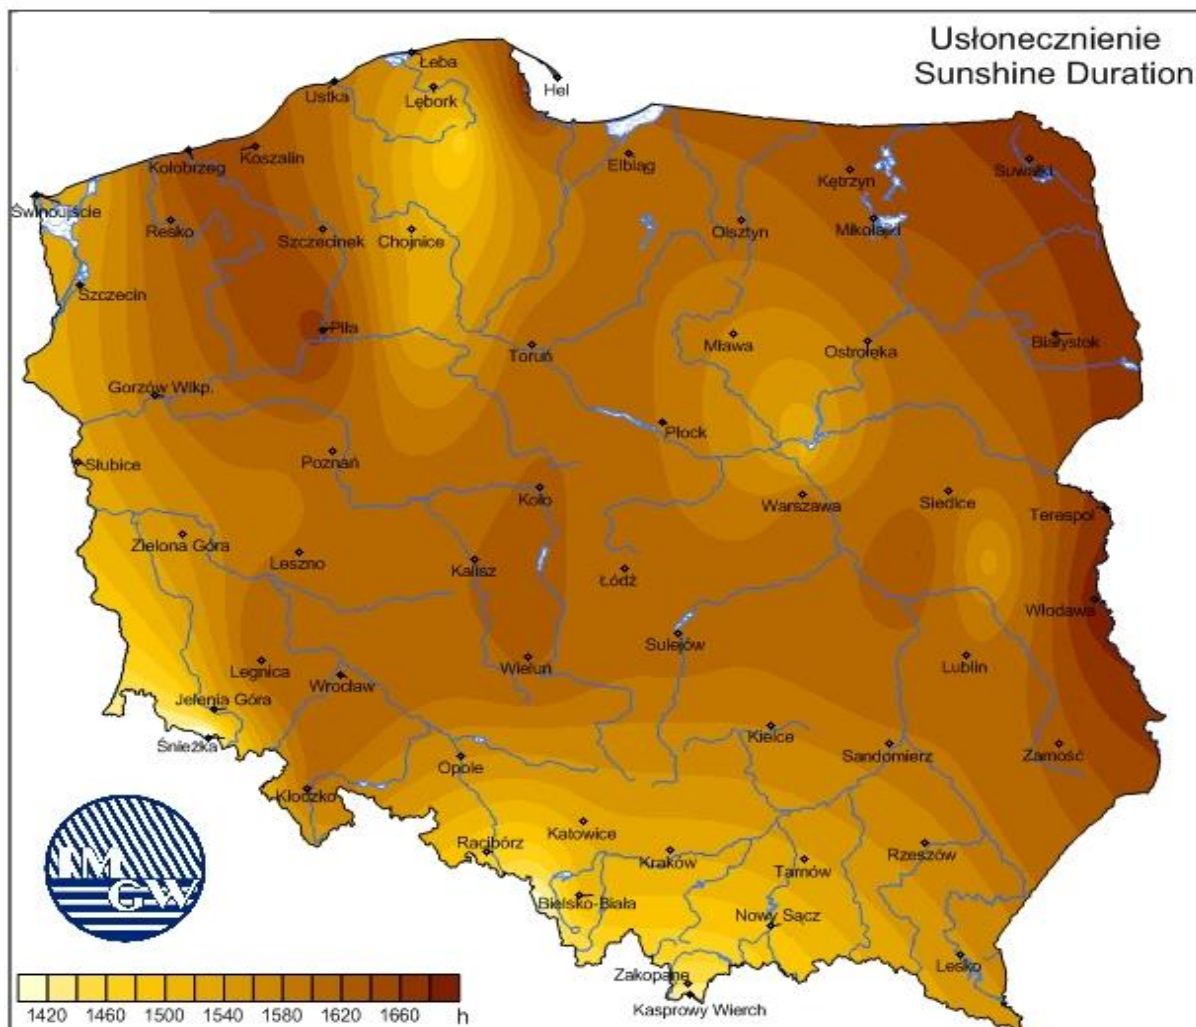 Usłonecznienie
Sunshine Duration
Łeba
Ustka
Lębork
Hel
Kołobrzeg
Koszalin
Elbląg
Kętrzyn
Suwałki
Świnoujście
Resko
Szczecinek
Chojnice
Olsztyn
Mikołajki
Szczecin
Piła
Toruń
Mława
Ostrołęka
Białystok
Gorzów Wlkp.
Płock
Słubice
Poznań
Koło
Warszawa
Siedlce
Terespol
Zielona Góra
Leszno
Kalisz
Łódź
Włodawa
Sulejów
Legnica
Wrocław
Wieluń
Lublin
Jelenia Góra
Śnieżka
Kielce
Sandomierz
Zamość
Opole
Kłoczko
Katowice
Racibórz
Kraków
Tarnów
Rzeszów
IMGW
Bielsko-Biała
Nowy Sącz
Lesko
Zakopane
Kasprowy Wierch
1420 1460 1500 1540 1580 1620 1660 h